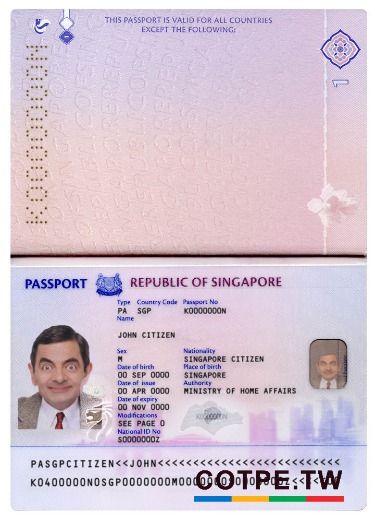 THIS PASSPORT IS VALID FOR ALL COUNTRIES
EXCEPT THE FOLLOWING:
1
K0000000N
PASSPORT REPUBLIC OF SINGAPORE
Type Country Code Passport No
PA SGP K0000000N
Name
JOHN CITIZEN
Sex Nationality
M SINGAPORE CITIZEN
Date of birth Place of birth
00 SEP 0000 SINGAPORE
Date of issue Authority
00 APR 0000 MINISTRY OF HOME AFFAIRS
Date of expiry
00 NOV 0000
Modifications
SEE PAGE 0
National ID No
S0000000Z
PASGPCITIZEN<<JOHN<<<<<<<<<<<<<<<<<<<<<<<<<<
COTPE.TW